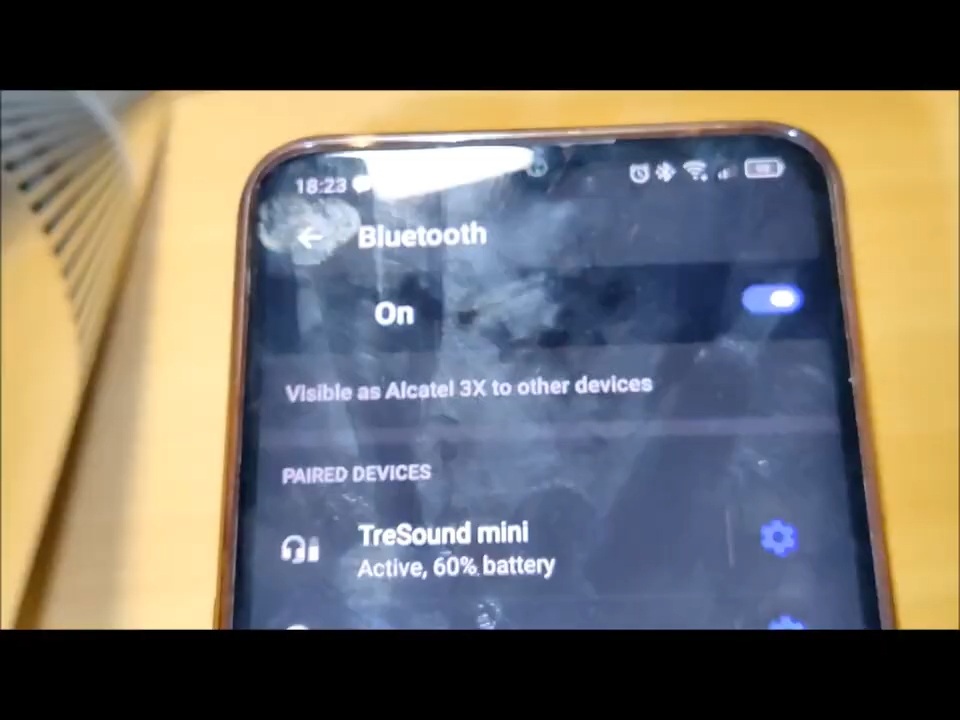 18:23
Bluetooth
On
Visible as Alcatel 3X to other devices
PAIRED DEVICES
TreSound mini
Active, 60% battery